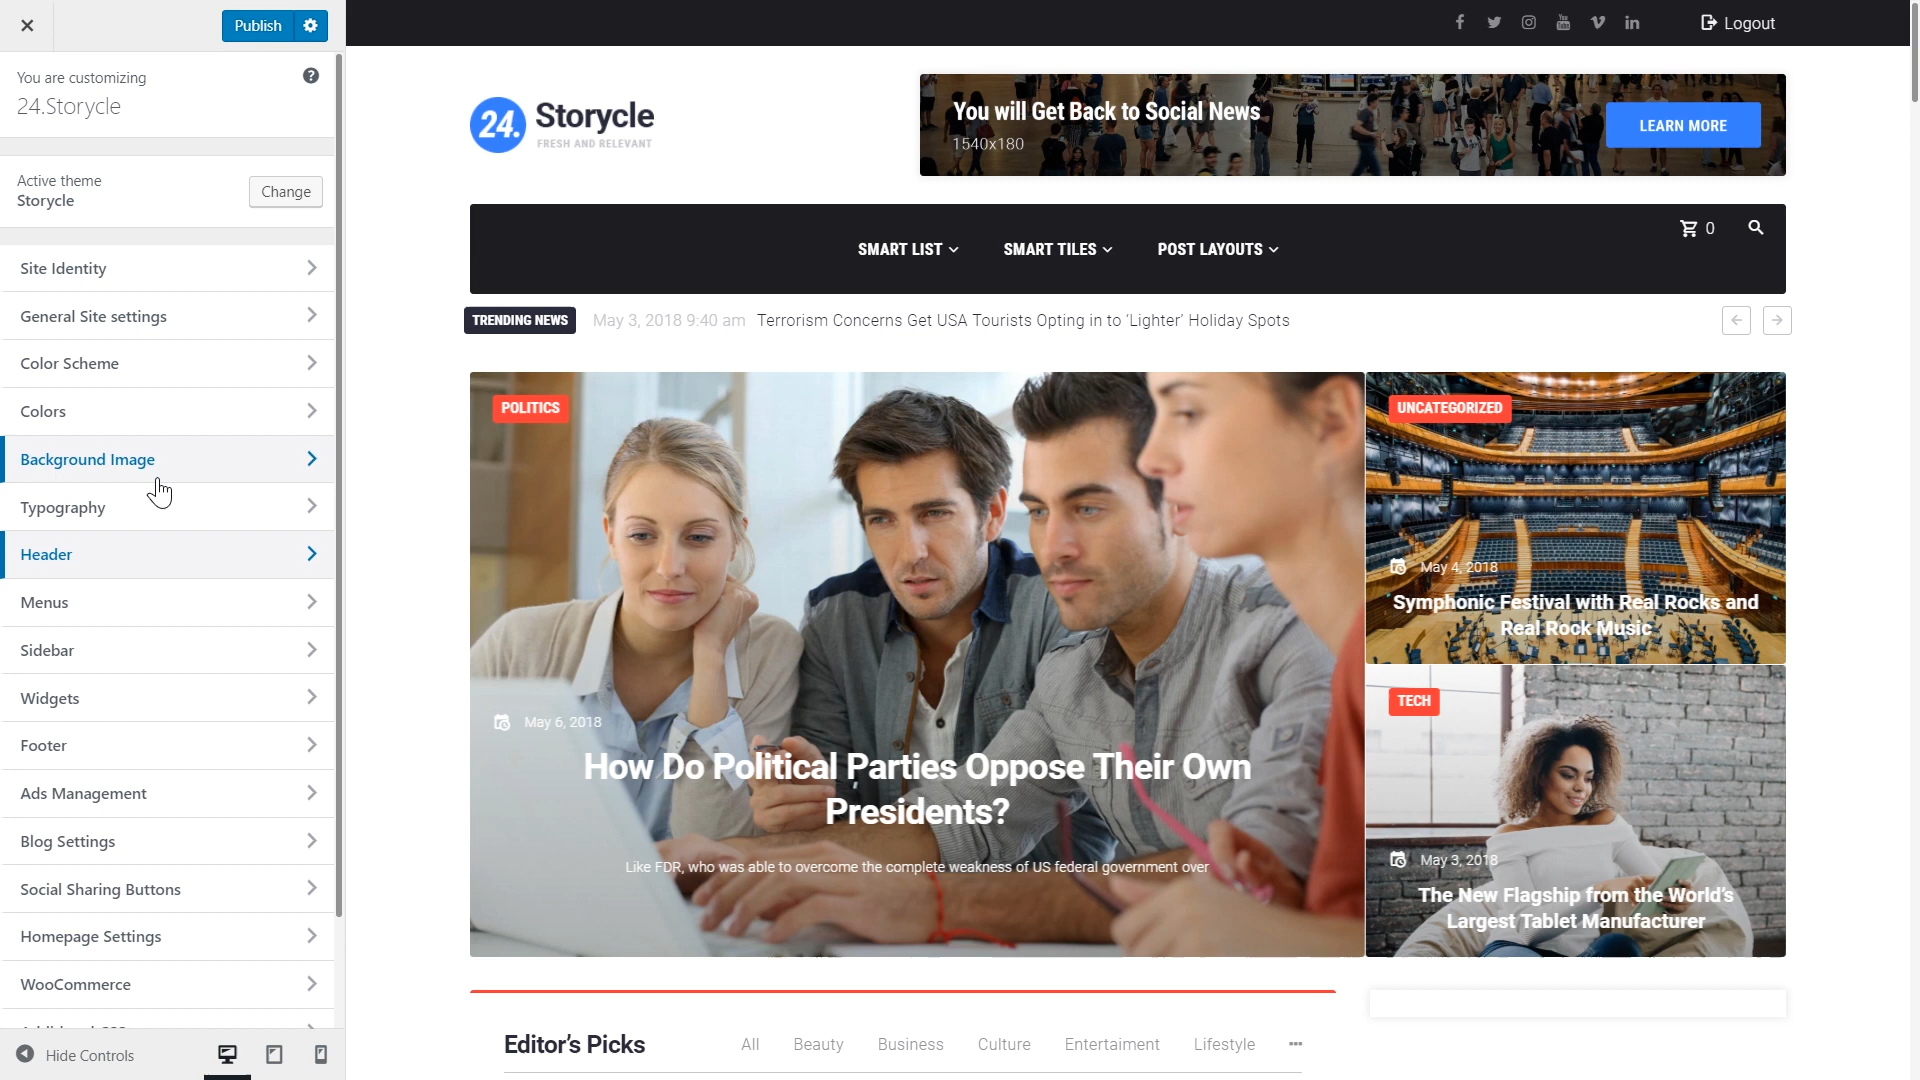 Publish
You are customizing
24.Storycle
Active theme
Storycle
Change
Site Identity
General Site settings
Color Scheme
Colors
Background Image
Typography
Header
Menus
Sidebar
Widgets
Footer
Ads Management
Blog Settings
Social Sharing Buttons
Homepage Settings
WooCommerce
Hide Controls
Logout
24. Storycle
FRESH AND RELEVANT
You will Get Back to Social News
1540x180
LEARN MORE
SMART LIST SMART TILES POST LAYOUTS
0
TRENDING NEWS May 3, 2018 9:40 am Terrorism Concerns Get USA Tourists Opting in to ‘Lighter’ Holiday Spots
POLITICS
May 6, 2018
How Do Political Parties Oppose Their Own
Presidents?
Like FDR, who was able to overcome the complete weakness of US federal government over
UNCATEGORIZED
May 4, 2018
Symphonic Festival with Real Rocks and
Real Rock Music
TECH
May 3, 2018
The New Flagship from the World’s
Largest Tablet Manufacturer
Editor’s Picks
All Beauty Business Culture Entertaiment Lifestyle